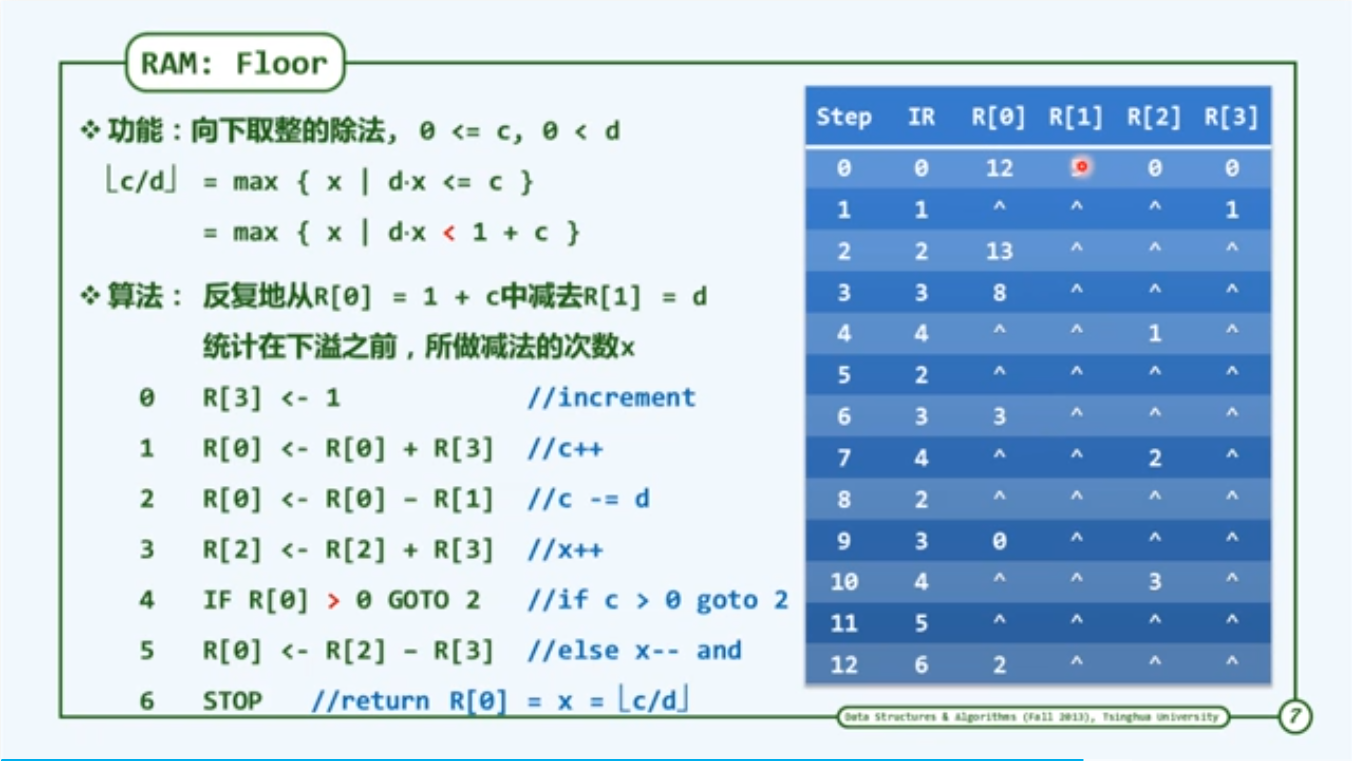 RAM: Floor
❖ 功能：向下取整的除法, 0 <= c, 0 < d
⌊c/d⌋ = max { x | d·x <= c }
= max { x | d·x < 1 + c }
❖ 算法： 反复地从R[0] = 1 + c中减去R[1] = d
统计在下溢之前，所做减法的次数x
0 R[3] <- 1 //increment
1 R[0] <- R[0] + R[3] //c++
2 R[0] <- R[0] - R[1] //c -= d
3 R[2] <- R[2] + R[3] //x++
4 IF R[0] > 0 GOTO 2 //if c > 0 goto 2
5 R[0] <- R[2] - R[3] //else x-- and
6 STOP //return R[0] = x = ⌊c/d⌋
Step IR R[0] R[1] R[2] R[3]
0 0 12 0 0
1 1 ^ ^ ^ 1
2 2 13 ^ ^ ^
3 3 8 ^ ^ ^
4 4 ^ ^ 1 ^
5 2 ^ ^ ^ ^
6 3 3 ^ ^ ^
7 4 ^ ^ 2 ^
8 2 ^ ^ ^ ^
9 3 0 ^ ^ ^
10 4 ^ ^ 3 ^
11 5 ^ ^ ^ ^
12 6 2 ^ ^ ^
Data Structures & Algorithms (Fall 2013), Tsinghua University
7